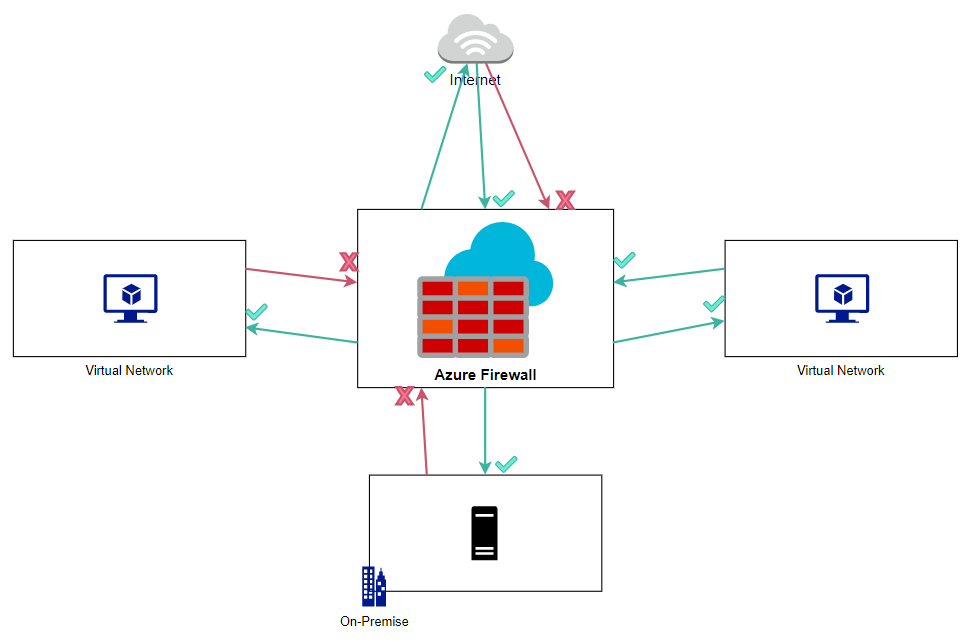 Internet
Azure Firewall
Virtual Network
Virtual Network
On-Premise